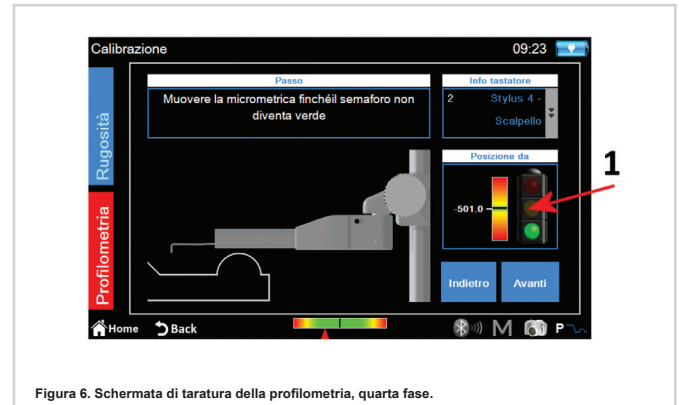 Calibrazione
09:23
Rugosità
Profilometria
Passo
Muovere la micrometrica finchéil semaforo non
diventa verde
Info tastatore
2 Stylus 4 -
Scalpello
Posizione da
-501.0
1
Indietro
Avanti
Home
Back
M
P
Figura 6. Schermata di taratura della profilometria, quarta fase.